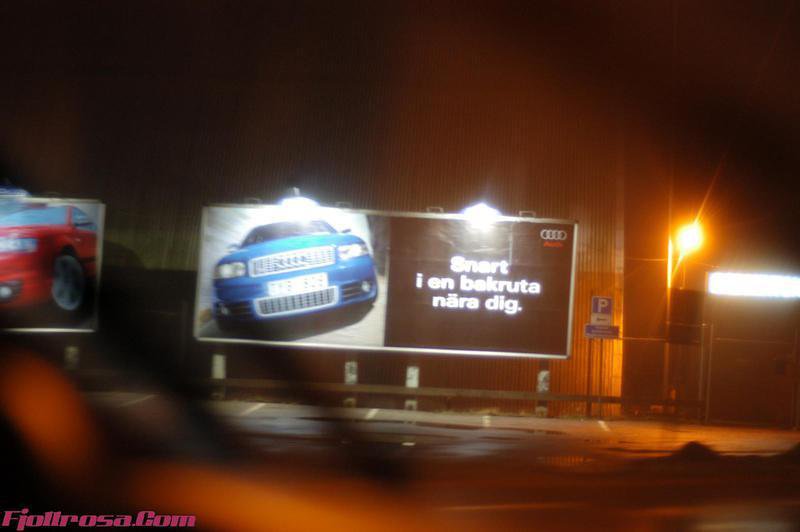 Audi
Snart
i en bakruta
nära dig.
P
Fjollrosa.Com